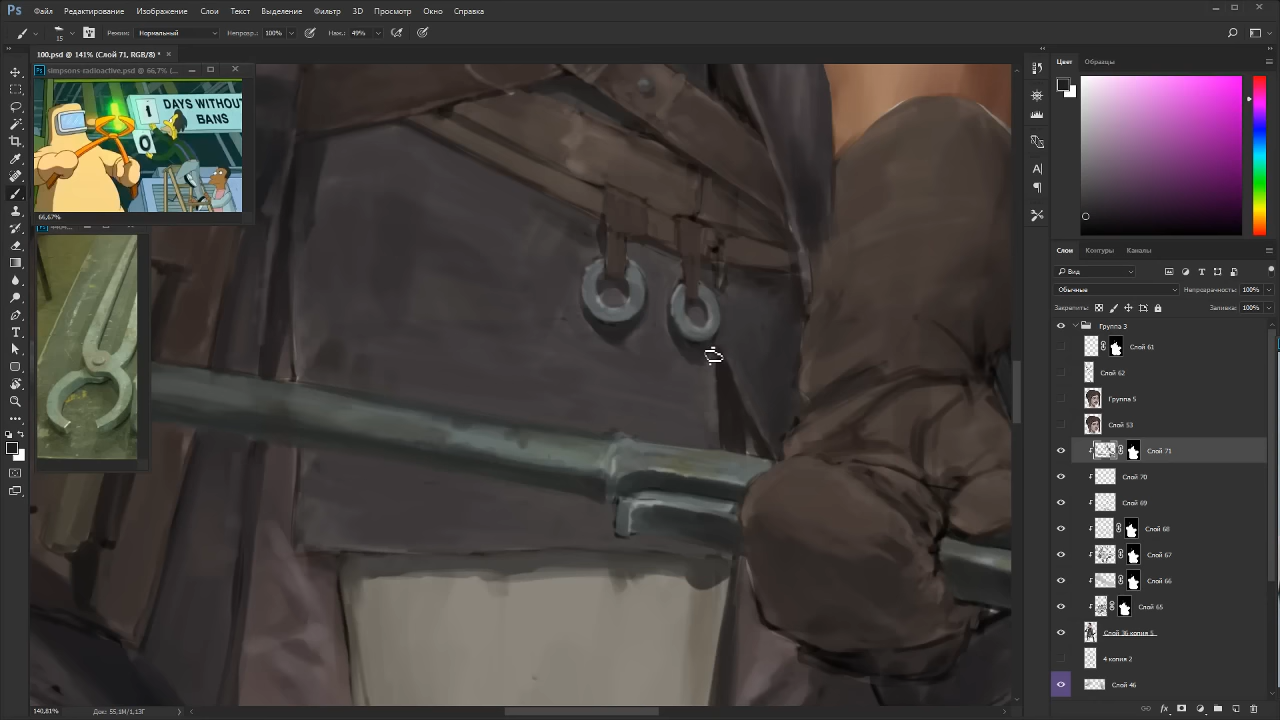 Ps Файл Редактирование Изображение Слои Текст Выделение Фильтр 3D Просмотр Окно Справка
15 Режим: Нормальный Непрозр.: 100% Наж.: 49%
100.psd @ 141% (Слой 71, RGB/8) * ×
Ps simpsons-radioactive.psd @ 66,7% (...
DAYS WITHOUT
BANS
i
0
66,67%
Цвет Образцы
Слои Контуры Каналы
Вид
Обычные Непрозрачность: 100%
Закрепить: Заливка: 100%
Группа 3
Слой 61
Слой 62
Группа 5
Слой 53
Слой 71
Слой 70
Слой 69
Слой 68
Слой 67
Слой 66
Слой 65
Слой 36 копия 5
4 копия 2
Слой 46
140,81% Док: 55,1M/1,13Г